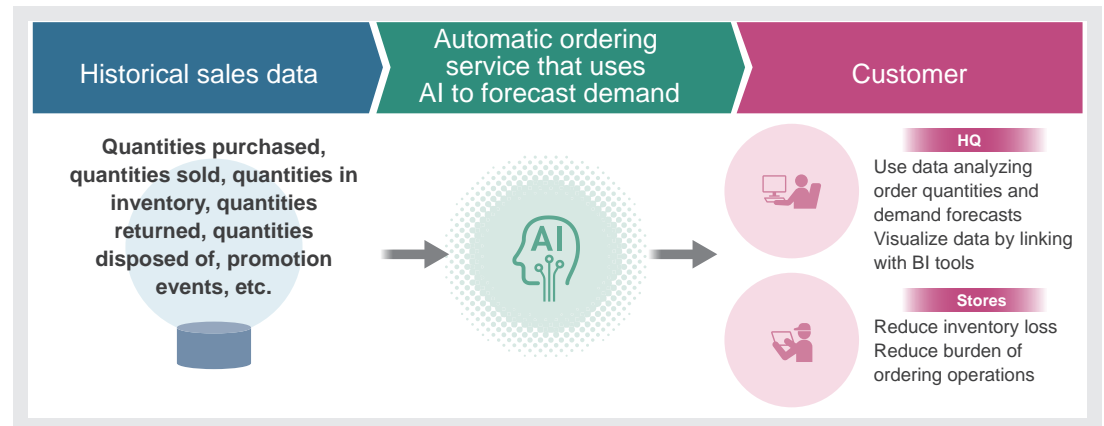 Historical sales data
Automatic ordering
service that uses
AI to forecast demand
Customer
Quantities purchased,
quantities sold, quantities in
inventory, quantities
returned, quantities
disposed of, promotion
events, etc.
AI
HQ
Use data analyzing
order quantities and
demand forecasts
Visualize data by linking
with BI tools
Stores
Reduce inventory loss
Reduce burden of
ordering operations